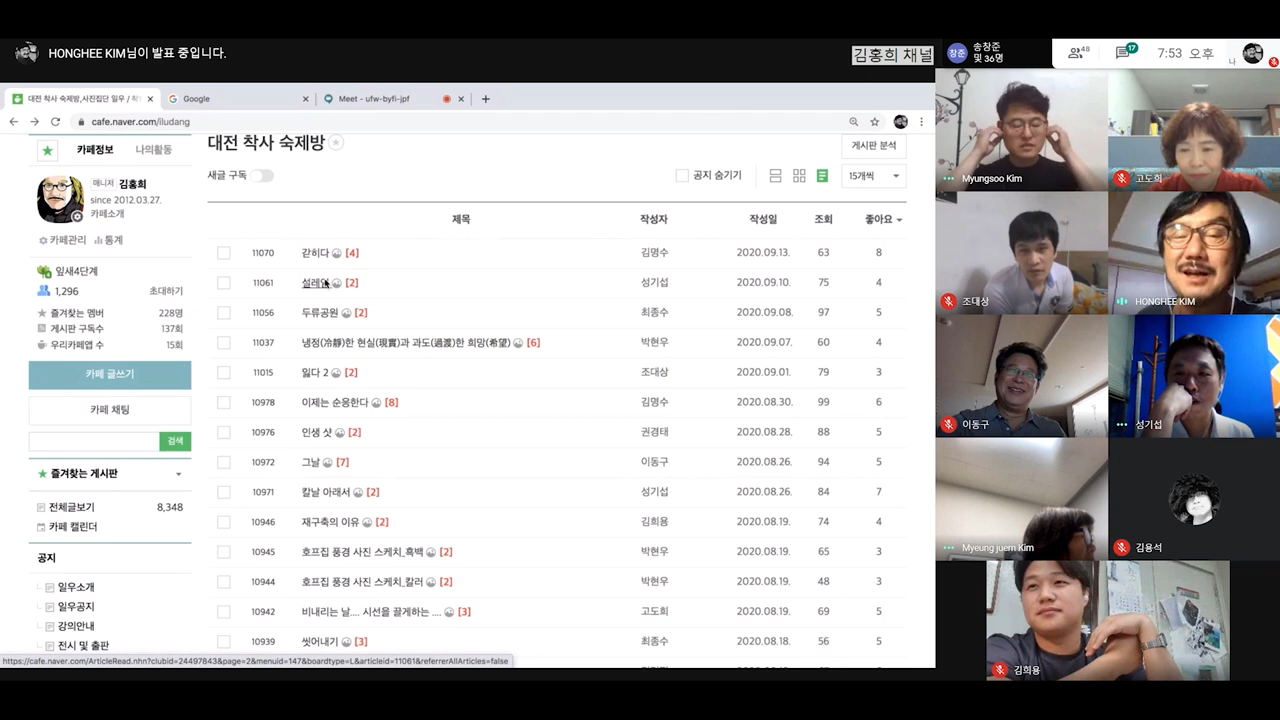 HONGHEE KIM님이 발표 중입니다.
김홍희 채널
창준
송창준
및 36명
48
17
7:53 오후
나
대전 착사 숙제방,사진집단 일우 / 착
Google
Meet - ufw-byfi-jpf
cafe.naver.com/illudang
카페정보
나의활동
매니저 김홍희
since 2012.03.27.
카페소개
카페관리
통계
잎새4단계
1,296
초대하기
즐겨찾는 멤버 228명
게시판 구독수 137회
우리카페앱 수 15회
카페 글쓰기
카페 채팅
검색
즐겨찾는 게시판
전체글보기 8,348
카페 캘린더
공지
일우소개
일우공지
강의안내
전시 및 출판
대전 착사 숙제방
게시판 분석
새글 구독
공지 숨기기
15개씩
제목 작성자 작성일 조회 좋아요
11070 갇히다 [4] 김명수 2020.09.13. 63 8
11061 설레임 [2] 성기섭 2020.09.10. 75 4
11056 두류공원 [2] 최종수 2020.09.08. 97 5
11037 냉정(冷靜)한 현실(現實)과 과도(過渡)한 희망(希望) [6] 박현우 2020.09.07. 60 4
11015 잃다 2 [2] 조대상 2020.09.01. 79 3
10978 이제는 순응한다 [8] 김명수 2020.08.30. 99 6
10976 인생 샷 [2] 권경태 2020.08.28. 88 5
10972 그날 [7] 이동구 2020.08.26. 94 5
10971 칼날 아래서 [2] 성기섭 2020.08.26. 84 7
10946 재구축의 이유 [2] 김희용 2020.08.19. 74 4
10945 호프집 풍경 사진 스케치_흑백 [2] 박현우 2020.08.19. 65 3
10944 호프집 풍경 사진 스케치_칼러 [2] 박현우 2020.08.19. 48 3
10942 비내리는 날.... 시선을 끌게하는 .... [3] 고도희 2020.08.19. 69 5
10939 씻어내기 [3] 최종수 2020.08.18. 56 5
https://cafe.naver.com/ArticleRead.nhn?clubid=24497843&page=2&menuid=147&boardtype=L&articleid=11061&referrerAllArticles=false
Myungsoo Kim
고도희
조대상
HONGHEE KIM
이동구
성기섭
Myeung juem Kim
김용석
김희용